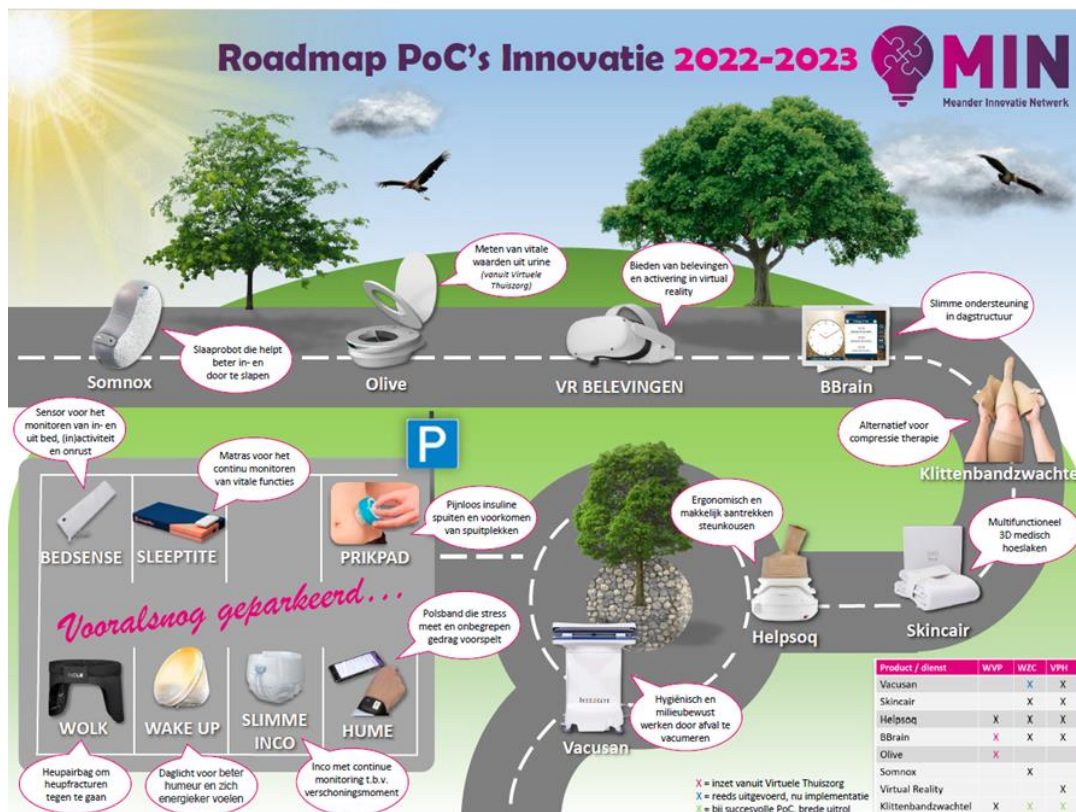 Roadmap PoC's Innovatie 2022-2023
MIN
Meander Innovatie Netwerk
Meten van vitale
waarden uit urine
(vanuit Virtuele
Thuiszorg)
Bieden van belevingen
en activering in virtual
reality
Slimme ondersteuning
in dagstructuur
Slaaprobot die helpt
beter in- en
door te slapen
Somnox
Olive
VR BELEVINGEN
BBrain
Sensor voor het
monitoren van in- en
uit bed, (in)activiteit
en onrust
Matras voor het
continu monitoren
van vitale functies
P
Alternatief voor
compressie therapie
Klittenbandzwachte
Pijnloos insuline
spuiten en voorkomen
van spuitplekken
Ergonomisch en
makkelijk aantrekken
steunkousen
Multifunctioneel
3D medisch
hoeslaken
BEDSENSE
SLEEPTITE
PRIKPAD
Vooralsnog geparkeerd...
Polsband die stress
meet en onbegrepen
gedrag voorspelt
Helpsoq
Skincair
WOLK
WOLK
WAKE UP
SLIMME
INCO
HUME
Hygiënisch en
milieubewust
werken door afval te
vacumeren
Vacusan
Heupairbag om
heupfracturen
tegen te gaan
Daglicht voor beter
humeur en zich
energieker voelen
Inco met continue
monitoring t.b.v.
verschoningsmoment
X = inzet vanuit Virtuele Thuiszorg
X = reeds uitgevoerd, nu implementatie
X = bij succesvolle PoC, brede uitrol
Product / dienst WVP WZC VPH
Vacusan X X
Skincair X X
Helpsoq X X X
BBrain X X X
Olive X
Somnox X
Virtual Reality X
Klittenbandzwachtel X X